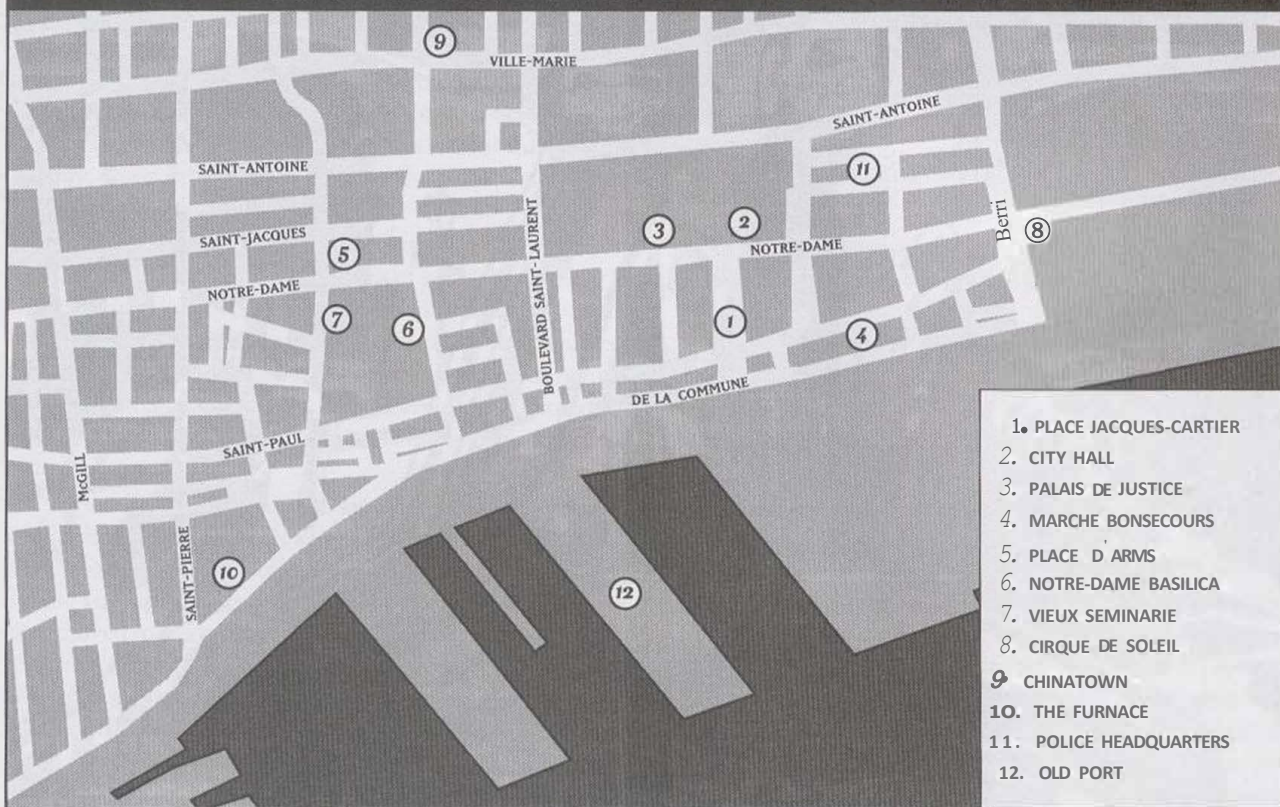 9
VILLE-MARIE
SAINT-ANTOINE
SAINT-ANTOINE
11
SAINT-JACQUES
BOULEVARD SAINT-LAURENT
3
2
Berri
8
5
NOTRE-DAME
NOTRE-DAME
7
6
1
4
DE LA COMMUNE
SAINT-PAUL
McGILL
SAINT-PIERRE
10
12
1. PLACE JACQUES-CARTIER
2. CITY HALL
3. PALAIS DE JUSTICE
4. MARCHE BONSECOURS
5. PLACE D'ARMS
6. NOTRE-DAME BASILICA
7. VIEUX SEMINARIE
8. CIRQUE DE SOLEIL
9 CHINATOWN
10. THE FURNACE
11. POLICE HEADQUARTERS
12. OLD PORT